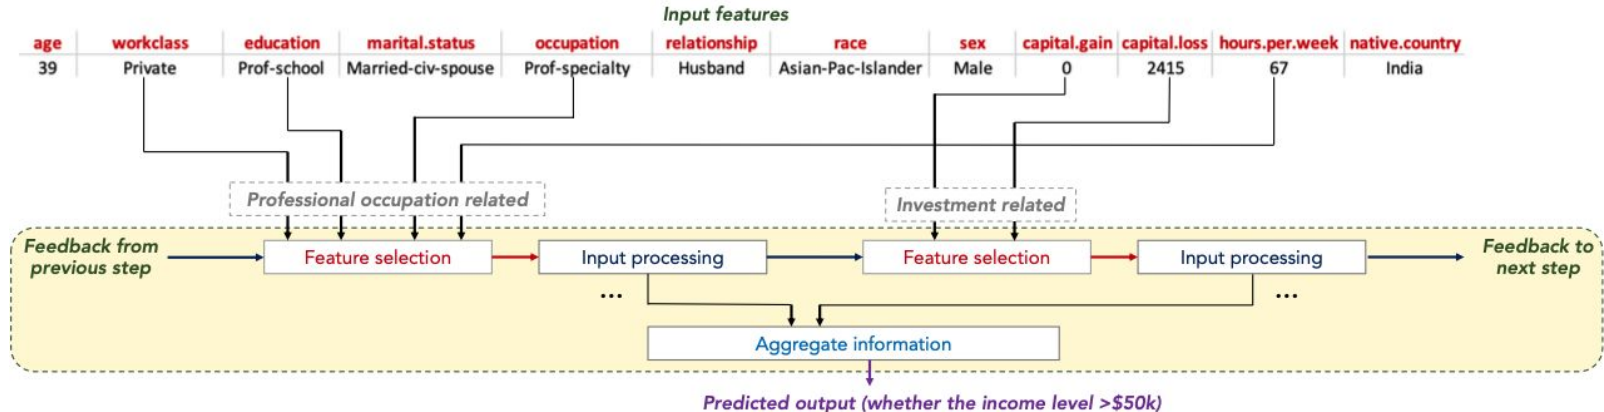 Input features
age workclass education marital.status occupation relationship race sex capital.gain capital.loss hours.per.week native.country
39 Private Prof-school Married-civ-spouse Prof-specialty Husband Asian-Pac-Islander Male 0 2415 67 India
Professional occupation related
Investment related
Feedback from
previous step
Feature selection
Input processing
Feature selection
Input processing
Feedback to
next step
...
...
Aggregate information
Predicted output (whether the income level >$50k)